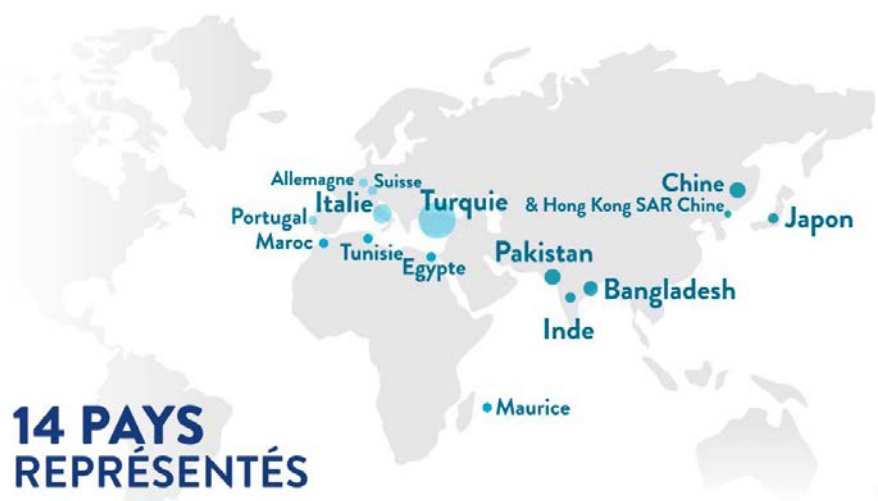 Allemagne
Suisse
Italie
Turquie
Chine
& Hong Kong SAR Chine
Portugal
Japon
Maroc
Tunisie
Egypte
Pakistan
Bangladesh
Inde
Maurice
14 PAYS
REPRÉSENTÉS